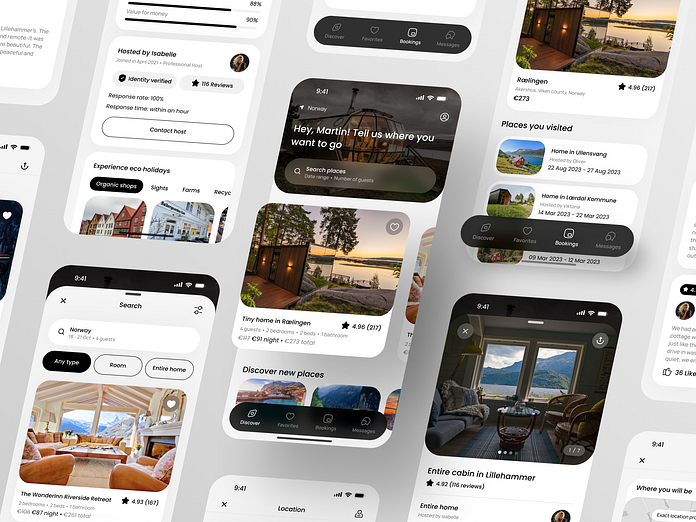 Lillehammer's. The
and remote-it was
re beautiful. The
peaceful and
88%
Value for money
90%
Hosted by Isabelle
Joined in April 2021 • Professional Host
Identity verified
116 Reviews
Response rate: 100%
Response time: within an hour
Contact host
Experience eco holidays
Organic shops
Sights
Farms
Recyc
9:41
Search
Norway
18 - 21 Oct • 4 guests
Any type
Room
Entire home
The Wonderinn Riverside Retreat
4.93 (167)
2 bedrooms • 2 beds • 1 bathroom
€87 night • €261 total
Discover
Favorites
Bookings
Messages
9:41
Norway
Hey, Martin! Tell us where you
want to go
Search places
Date range • Number of guests
Tiny home in Rælingen
4.96 (217)
4 guests • 2 bedrooms • 2 beds • 1 bathroom
€91 night • €273 total
Discover new places
Discover
Favorites
Bookings
Messages
9:41
Location
Rælingen
4.96 (217)
Akershus, Viken county, Norway
€273
Places you visited
Home in Ullensvang
Hosted by Oliver
22 Aug 2023 - 27 Aug 2023
Home in Lærdal Kommune
Hosted by Viktoria
14 Mar 2023 - 22 Mar 2023
Discover
Favorites
Bookings
Messages
09 Mar 2023 - 12 Mar 2023
9:41
1 / 7
Entire cabin in Lillehammer
4.92 (116 reviews)
Entire home
Hosted by Isabelle
We had a
cottage w
just like th
drive in wa
quiet, we
36 Like
9:41
Where you will be
Exact location pro